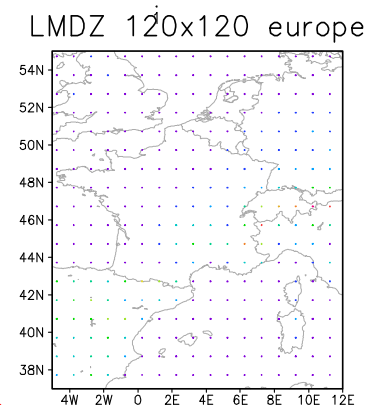 LMDZ 120x120 europe
i
54N
52N
50N
48N
46N
44N
42N
40N
38N
4W 2W 0 2E 4E 6E 8E 10E 12E